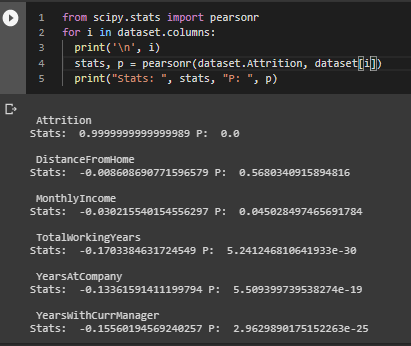 1 from scipy.stats import pearsonr
2 for i in dataset.columns:
3 print('\n', i)
4 stats, p = pearsonr(dataset.Attrition, dataset[i])
5 print("Stats: ", stats, "P: ", p)
Attrition
Stats: 0.9999999999999989 P: 0.0
DistanceFromHome
Stats: -0.008608690771596579 P: 0.5680340915894816
MonthlyIncome
Stats: -0.030215540154556297 P: 0.045028497465691784
TotalWorkingYears
Stats: -0.1703384631724549 P: 5.241246810641933e-30
YearsAtCompany
Stats: -0.13361591411199794 P: 5.509399739538274e-19
YearsWithCurrManager
Stats: -0.15560194569240257 P: 2.9629890175152263e-25